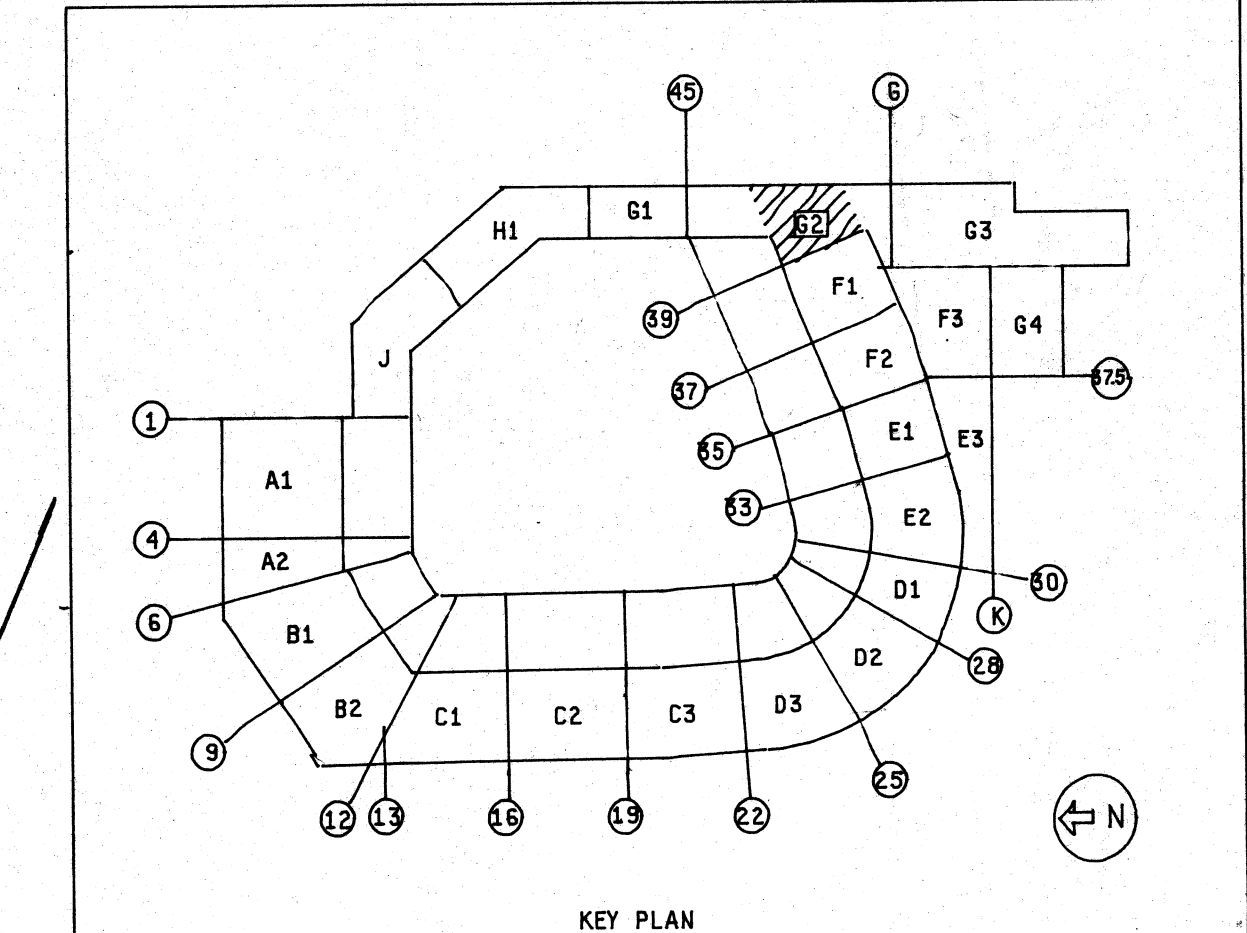 45 G
G1 G2 G3
H1
F1
39 F3 G4
J F2
37 37.5
1
35 E1 E3
A1
33 E2
4
A2
30
D1
6 K
B1
D2 28
B2 C1 C2 C3 D3
9
25
12 13 16 19 22
N
KEY PLAN